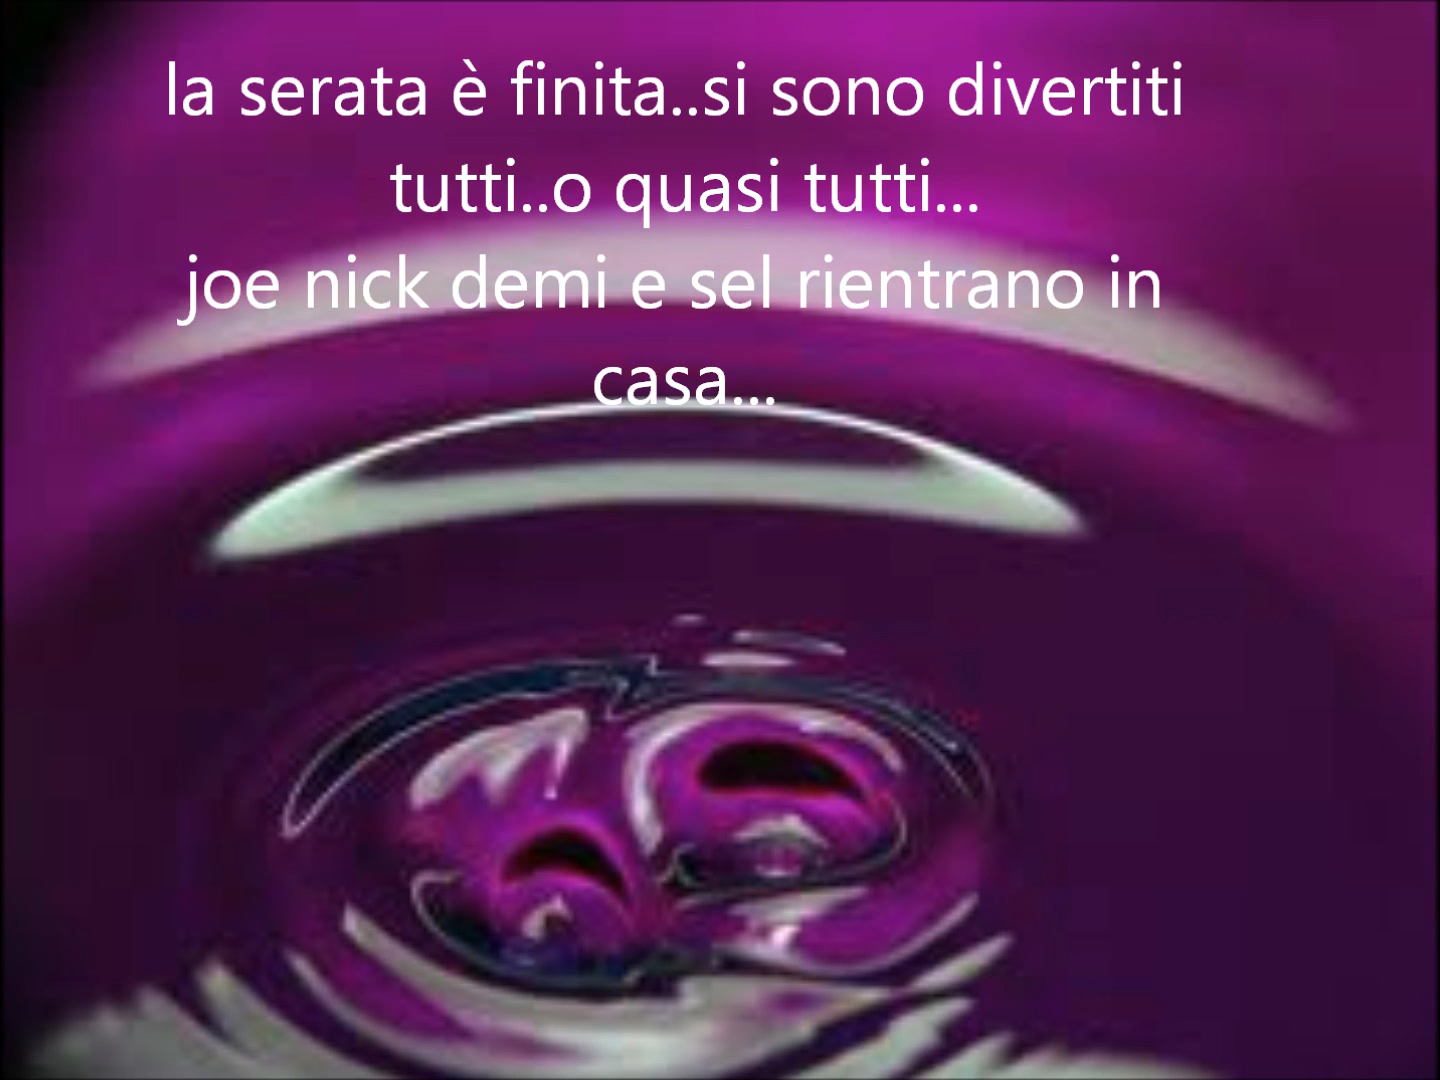 la serata è finita..si sono divertiti
tutti..o quasi tutti...
joe nick demi e sel rientrano in
casa...